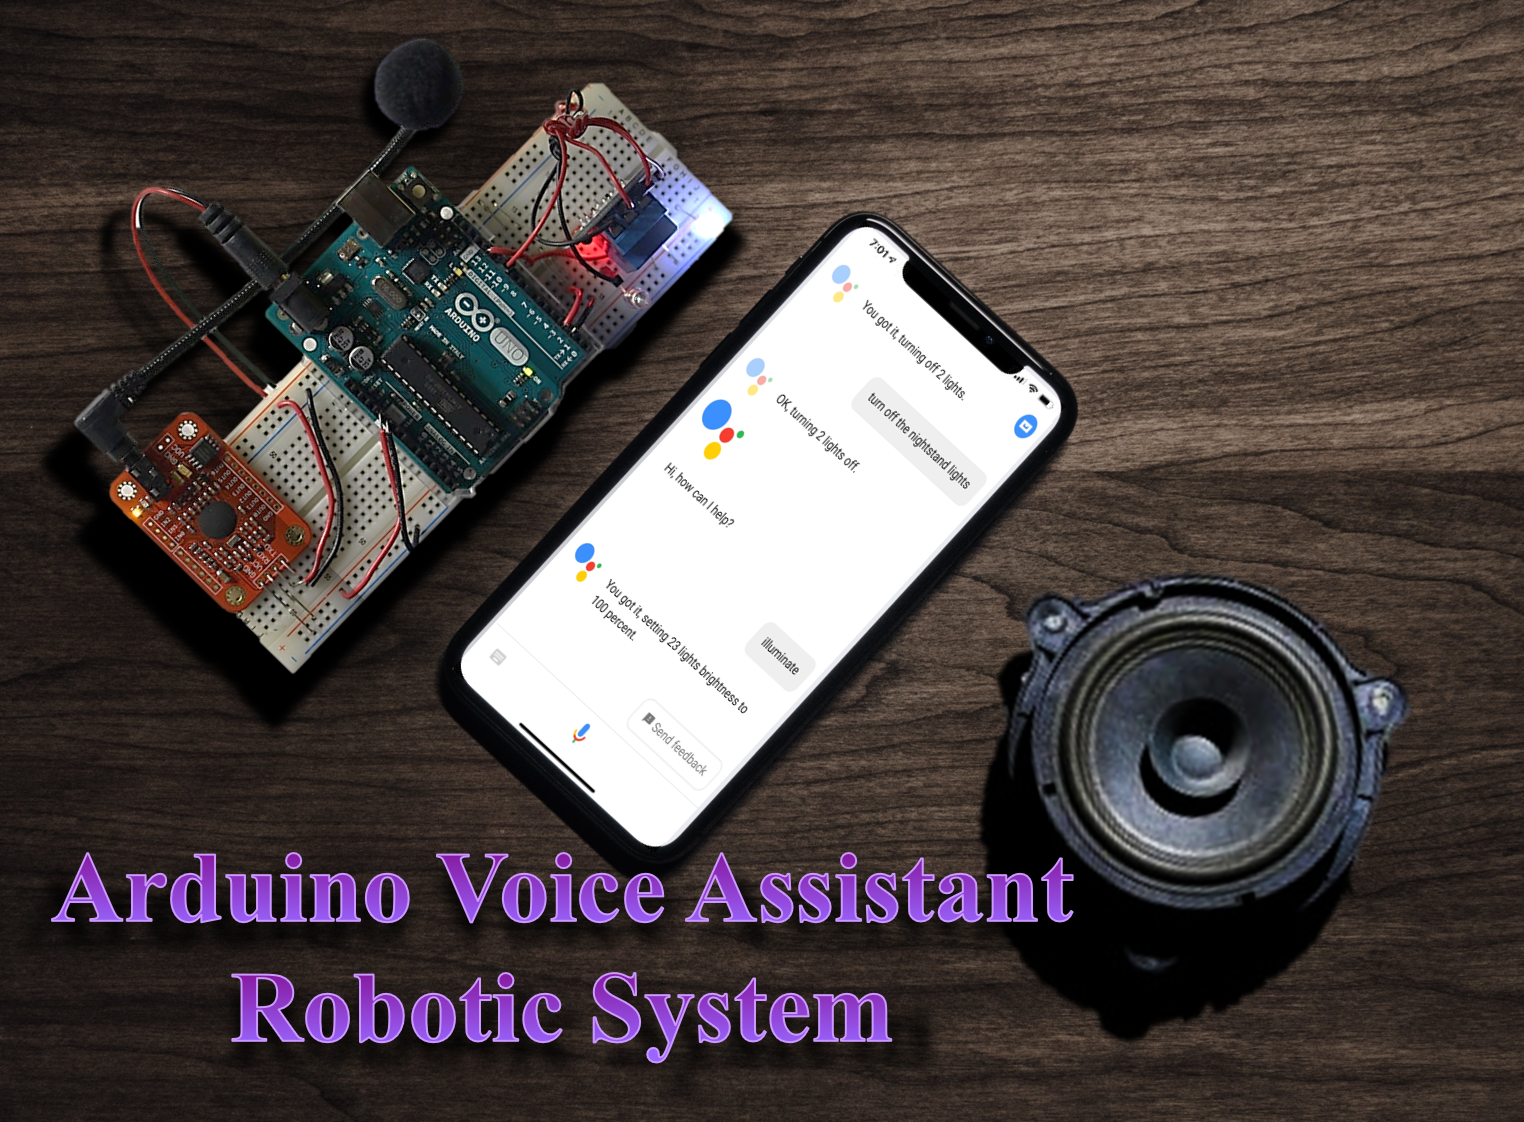 ARDUINO
UNO
MADE IN ITALY
ON
7:01
You got it, turning off 2 lights.
turn off the nightstand lights
OK, turning 2 lights off.
Hi, how can I help?
illuminate
You got it, setting 23 lights brightness to
100 percent.
Send feedback
Arduino Voice Assistant
Robotic System